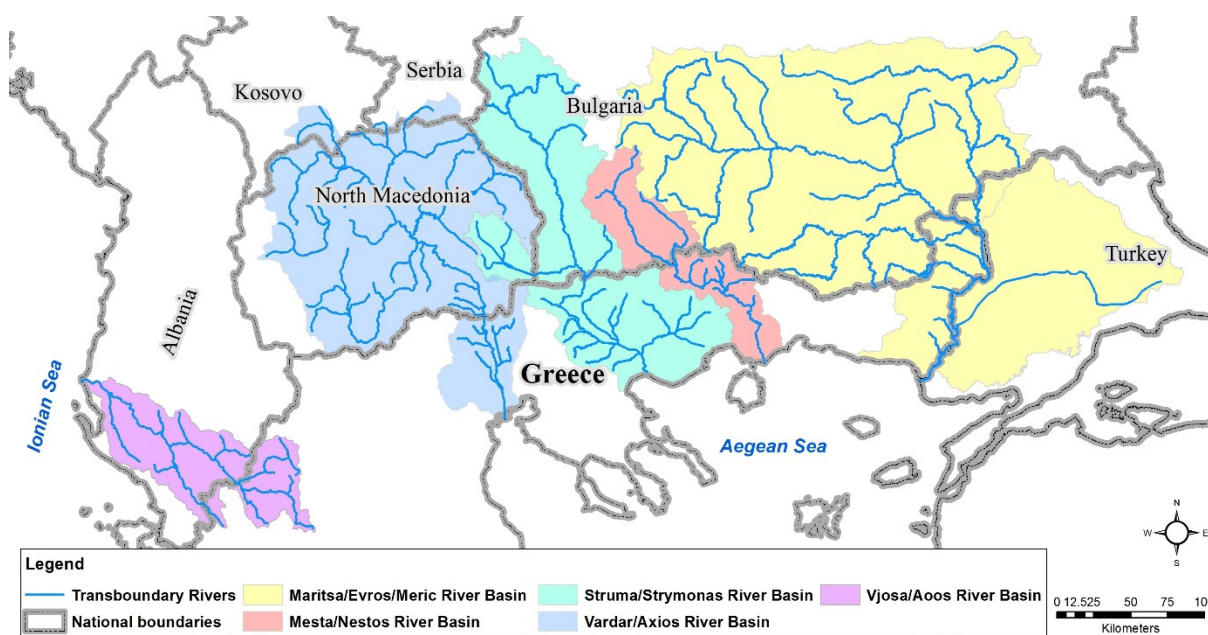 Serbia
Kosovo
Bulgaria
North Macedonia
Turkey
Albania
Greece
Ionian Sea
Aegean Sea
N
W E
S
Legend
Transboundary Rivers
Maritsa/Evros/Meric River Basin
Struma/Strymonas River Basin
Vjosa/Aoos River Basin
National boundaries
Mesta/Nestos River Basin
Vardar/Axios River Basin
0 12.525 50 75 10
Kilometers